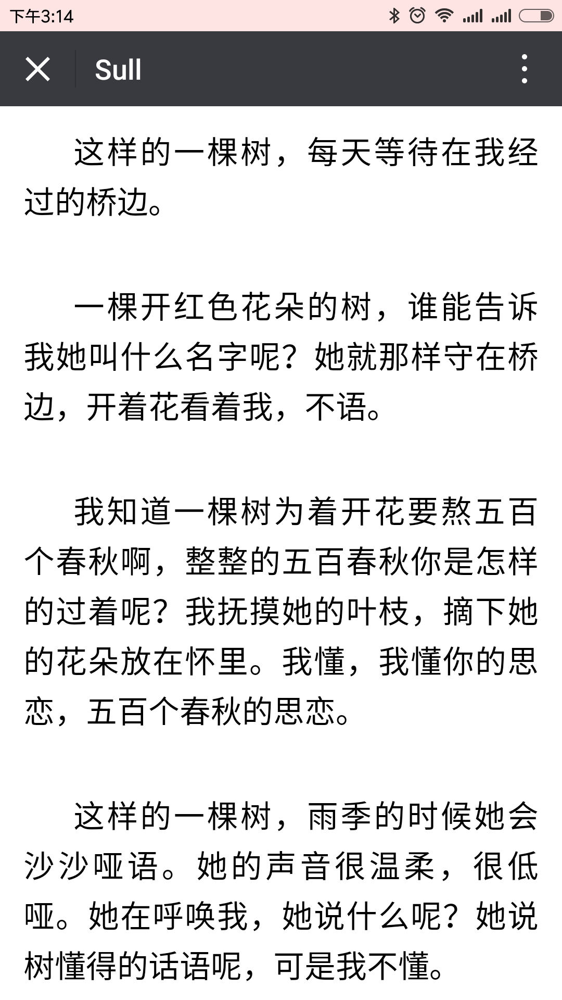 下午3:14
Sull
这样的一棵树，每天等待在我经
过的桥边。
一棵开红色花朵的树，谁能告诉
我她叫什么名字呢？她就那样守在桥
边，开着花看着我，不语。
我知道一棵树为着开花要熬五百
个春秋啊，整整的五百春秋你是怎样
的过着呢？我抚摸她的叶枝，摘下她
的花朵放在怀里。我懂，我懂你的思
恋，五百个春秋的思恋。
这样的一棵树，雨季的时候她会
沙沙哑语。她的声音很温柔，很低
哑。她在呼唤我，她说什么呢？她说
树懂得的话语呢，可是我不懂。